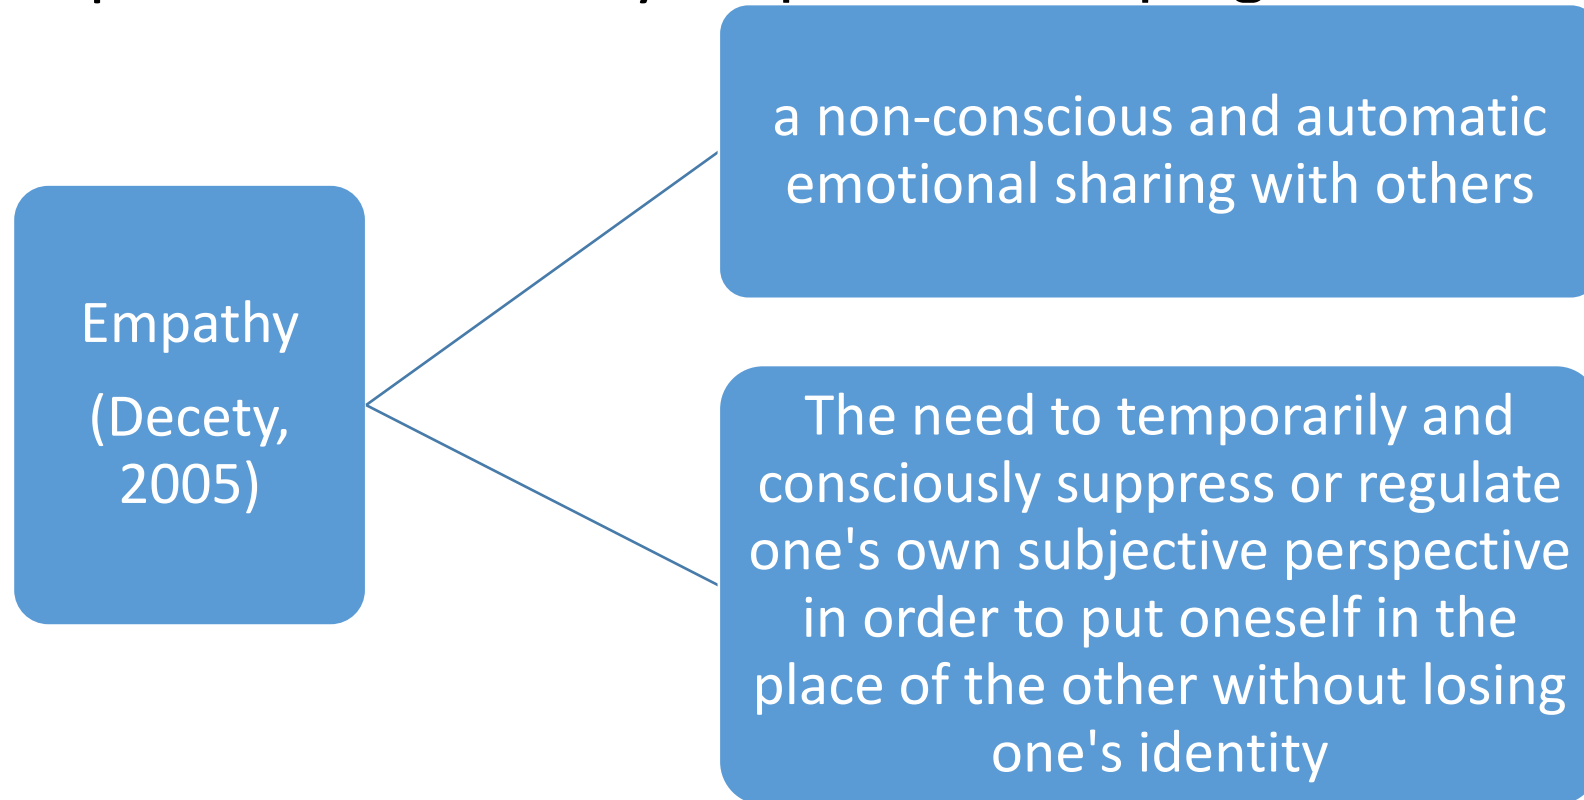 Empathy
(Decety,
2005)
a non-conscious and automatic
emotional sharing with others
The need to temporarily and
consciously suppress or regulate
one's own subjective perspective
in order to put oneself in the
place of the other without losing
one's identity